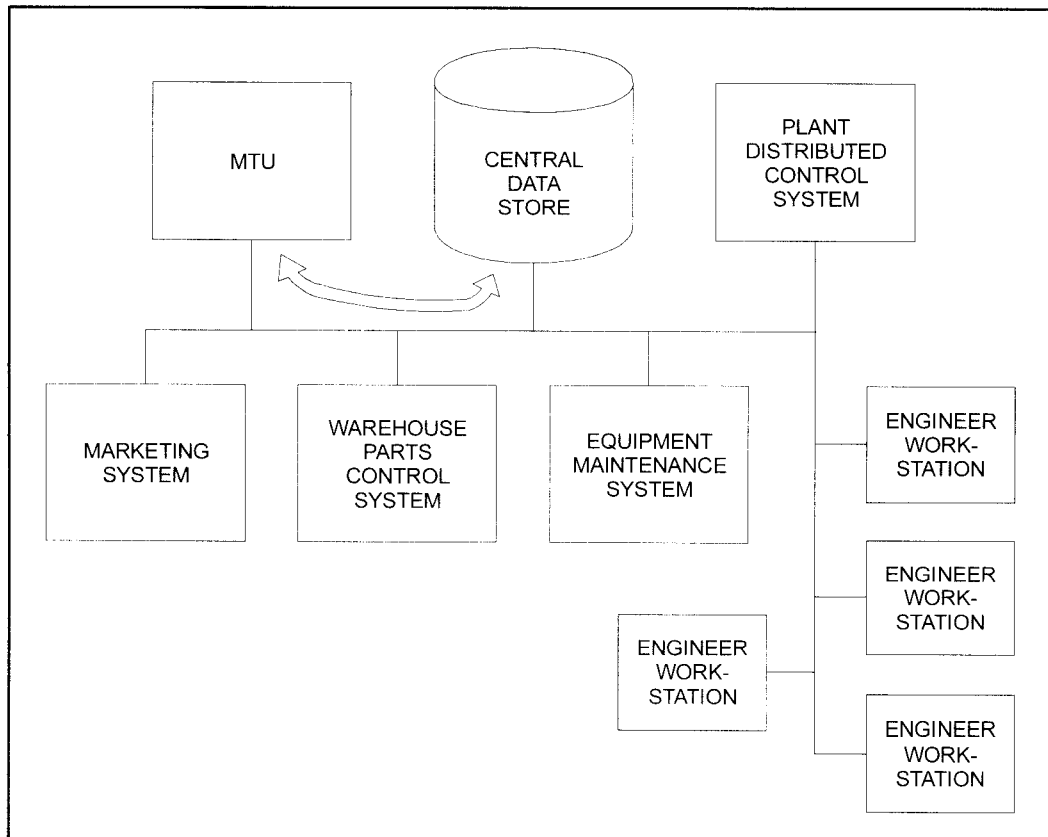 MTU
CENTRAL
DATA
STORE
PLANT
DISTRIBUTED
CONTROL
SYSTEM
MARKETING
SYSTEM
WAREHOUSE
PARTS
CONTROL
SYSTEM
EQUIPMENT
MAINTENANCE
SYSTEM
ENGINEER
WORK-
STATION
ENGINEER
WORK-
STATION
ENGINEER
WORK-
STATION
ENGINEER
WORK-
STATION